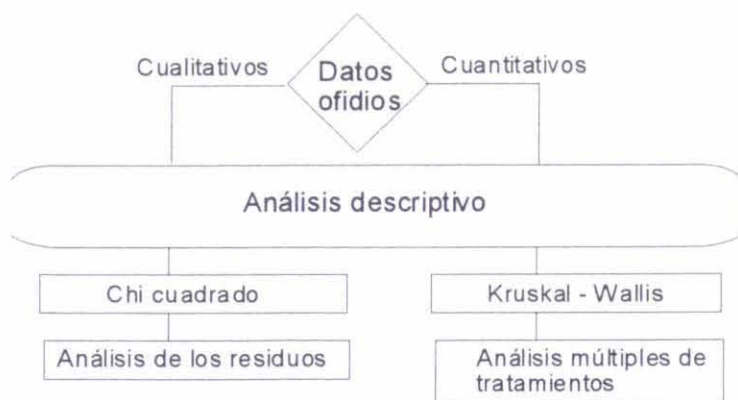 Cualitativos
Datos
ofidios
Cuantitativos
Análisis descriptivo
Chi cuadrado
Kruskal - Wallis
Análisis de los residuos
Análisis múltiples de
tratamientos